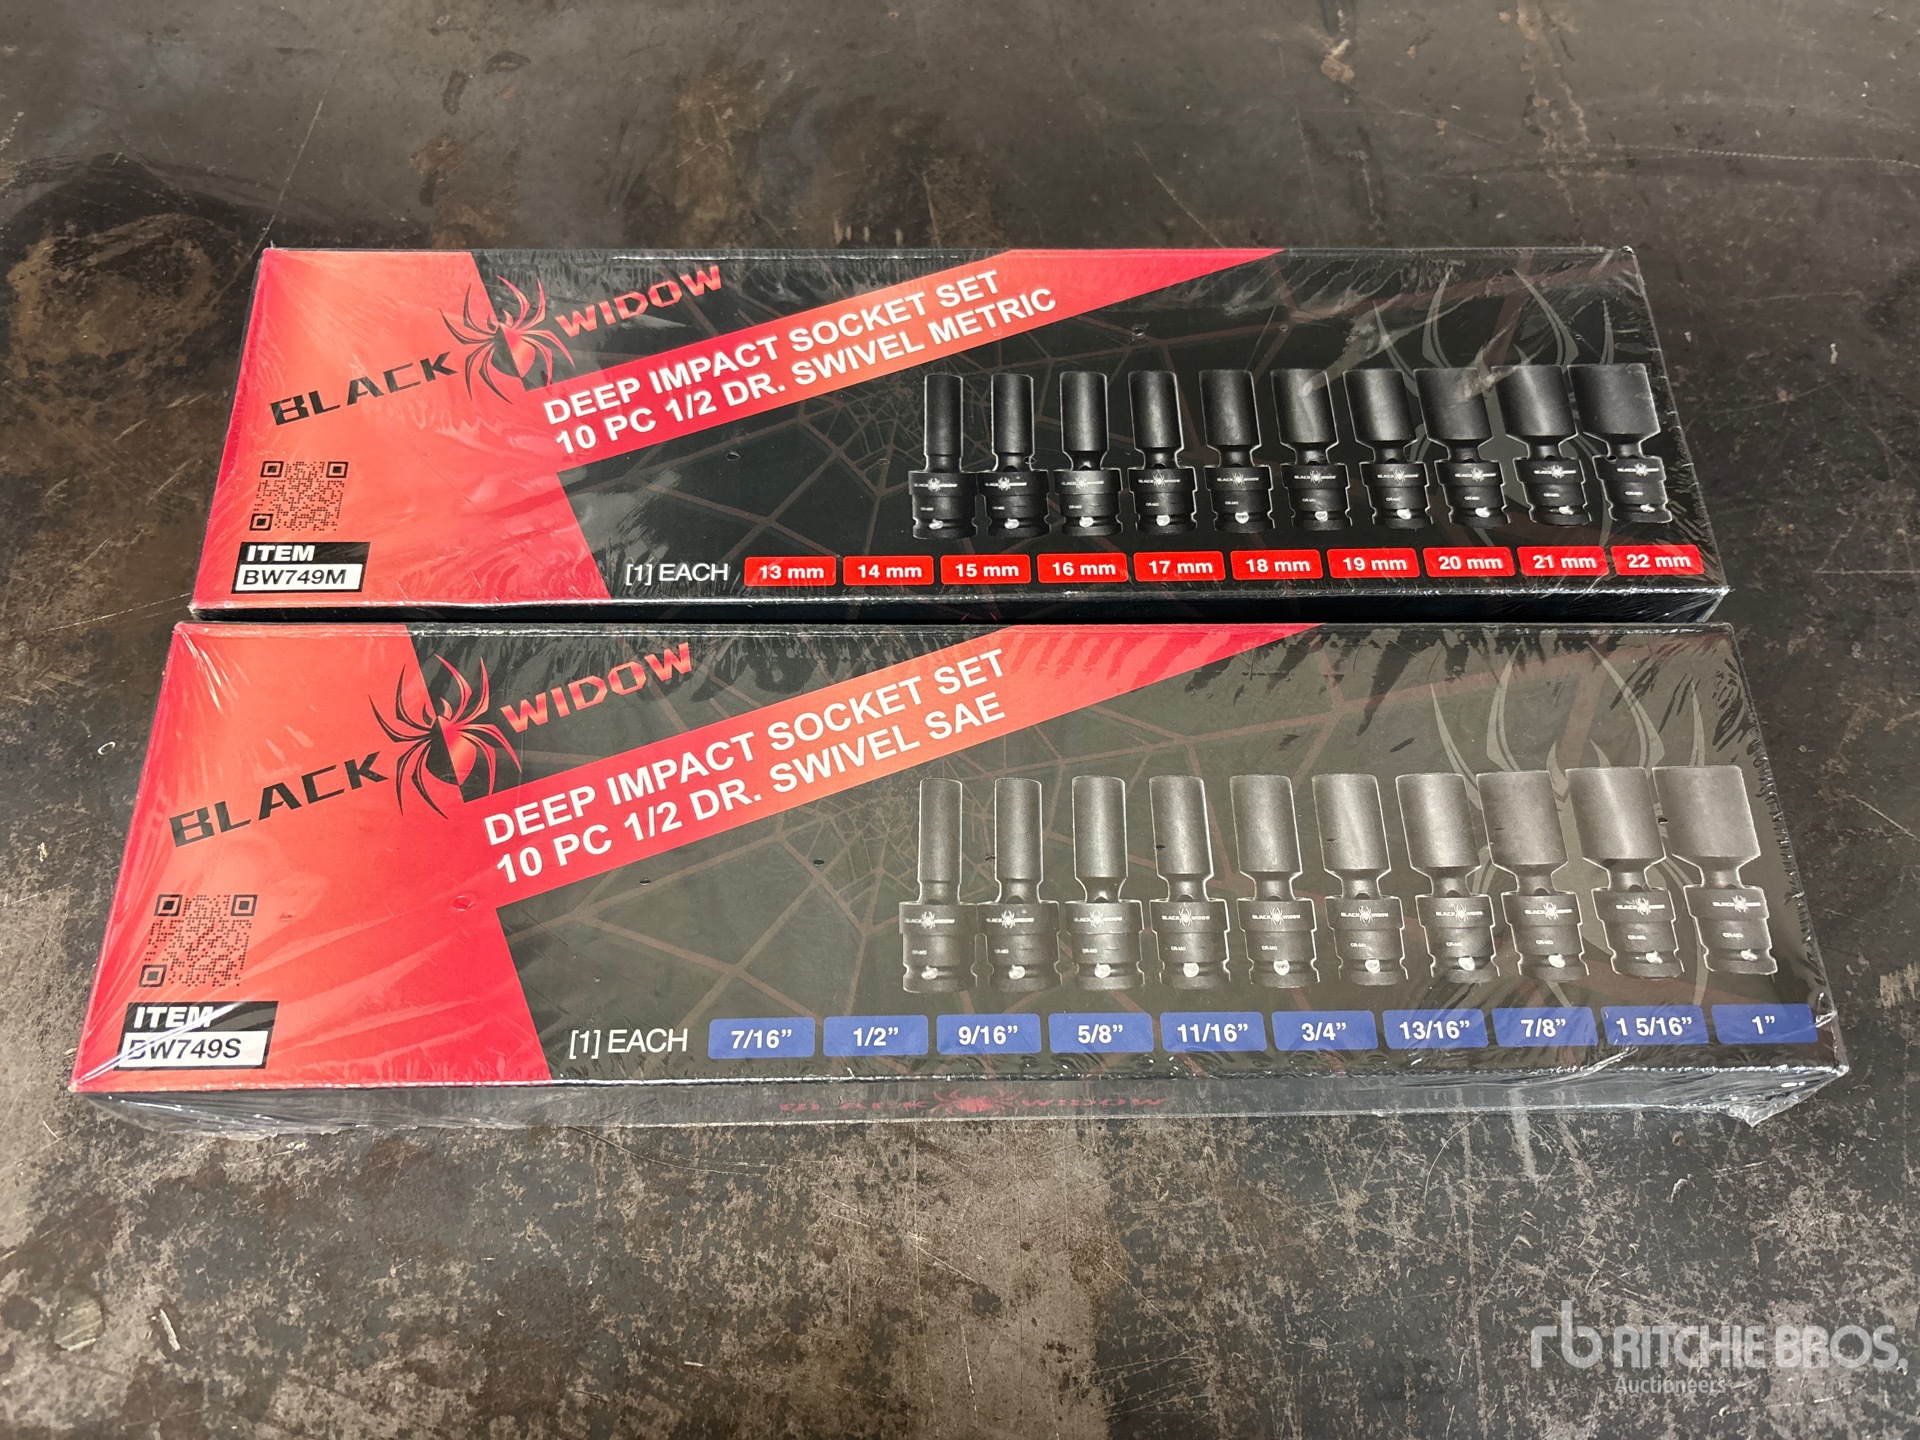 BLACK WIDOW
DEEP IMPACT SOCKET SET
10 PC 1/2 DR. SWIVEL METRIC
ITEM
BW749M
[1] EACH 13 mm 14 mm 15 mm 16 mm 17 mm 18 mm 19 mm 20 mm 21 mm 22 mm
BLACK WIDOW
DEEP IMPACT SOCKET SET
10 PC 1/2 DR. SWIVEL SAE
ITEM
BW749S
[1] EACH 7/16” 1/2” 9/16” 5/8” 11/16” 3/4” 13/16” 7/8” 1 5/16” 1”
BLACK WIDOW
rb RITCHIE BROS.
Auctioneers